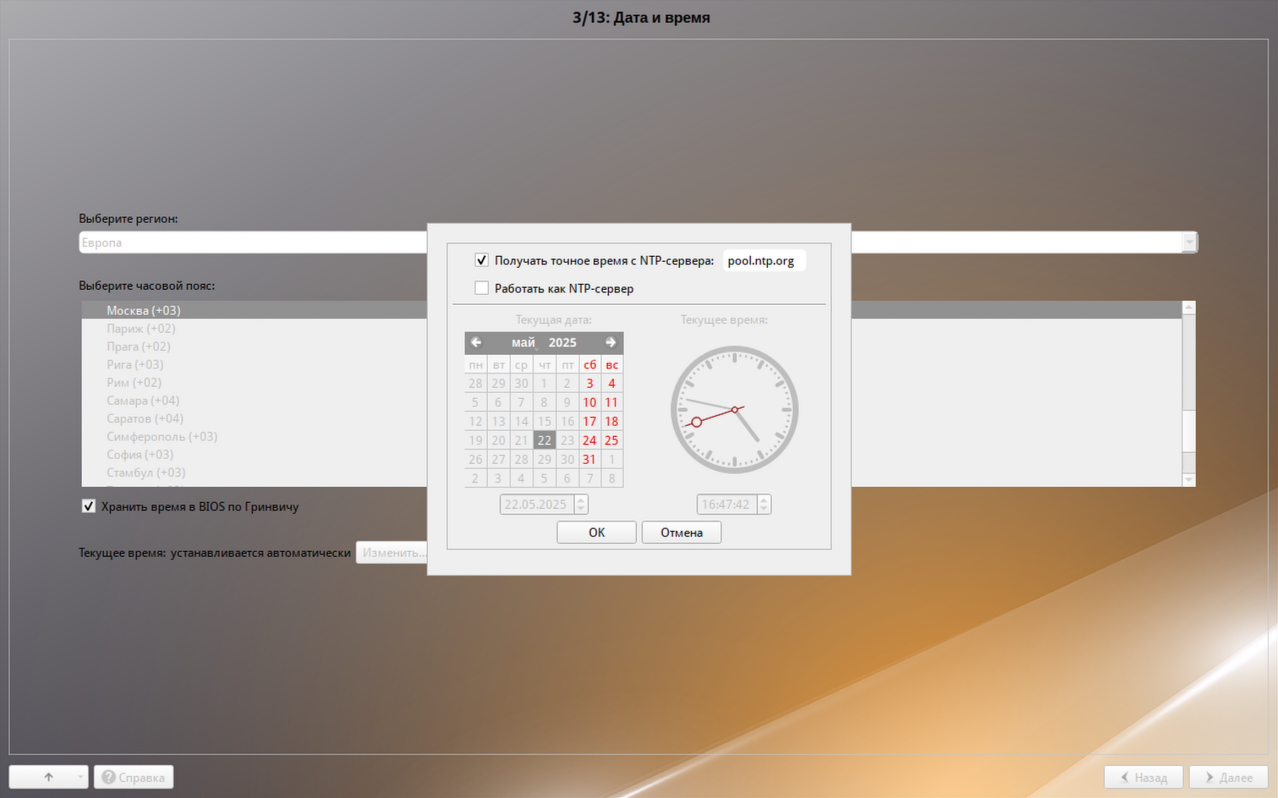 3/13: Дата и время
Выберите регион:
Европа
Выберите часовой пояс:
Москва (+03)
Париж (+02)
Прага (+02)
Рига (+03)
Рим (+02)
Самара (+04)
Саратов (+04)
Симферополь (+03)
София (+03)
Стамбул (+03)
Хранить время в BIOS по Гринвичу
Текущее время: устанавливается автоматически Изменить...
Получать точное время с NTP-сервера: pool.ntp.org
Работать как NTP-сервер
Текущая дата:
май 2025
пн вт ср чт пт сб вс
28 29 30 1 2 3 4
5 6 7 8 9 10 11
12 13 14 15 16 17 18
19 20 21 22 23 24 25
26 27 28 29 30 31 1
2 3 4 5 6 7 8
22.05.2025
Текущее время:
16:47:42
OK Отмена
Справка
Назад Далее